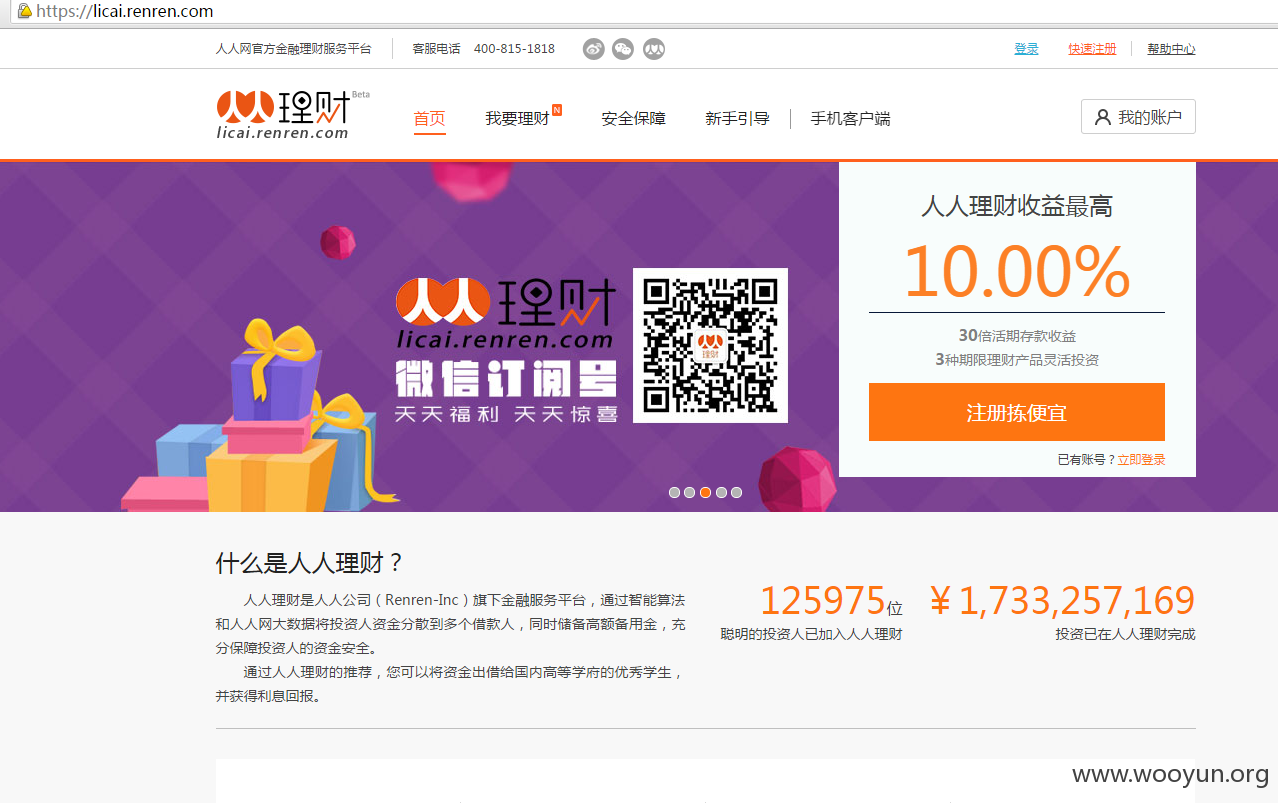 https://licai.renren.com
人人网官方金融理财服务平台 客服电话 400-815-1818 登录 快速注册 帮助中心
人人理财 Beta
licai.renren.com
首页 我要理财 N 安全保障 新手引导 手机客户端 我的账户
人人理财收益最高
10.00%
30倍活期存款收益
3种期限理财产品灵活投资
注册拣便宜
已有账号？立即登录
人人理财
licai.renren.com
微信订阅号
天天福利 天天惊喜
理财
什么是人人理财？
人人理财是人人公司（Renren-Inc）旗下金融服务平台，通过智能算法
和人人网大数据将投资人资金分散到多个借款人，同时储备高额备用金，充
分保障投资人的资金安全。
通过人人理财的推荐，您可以将资金出借给国内高等学府的优秀学生，
并获得利息回报。
125975位
聪明的投资人已加入人人理财
¥1,733,257,169
投资已在人人理财完成
www.wooyun.org